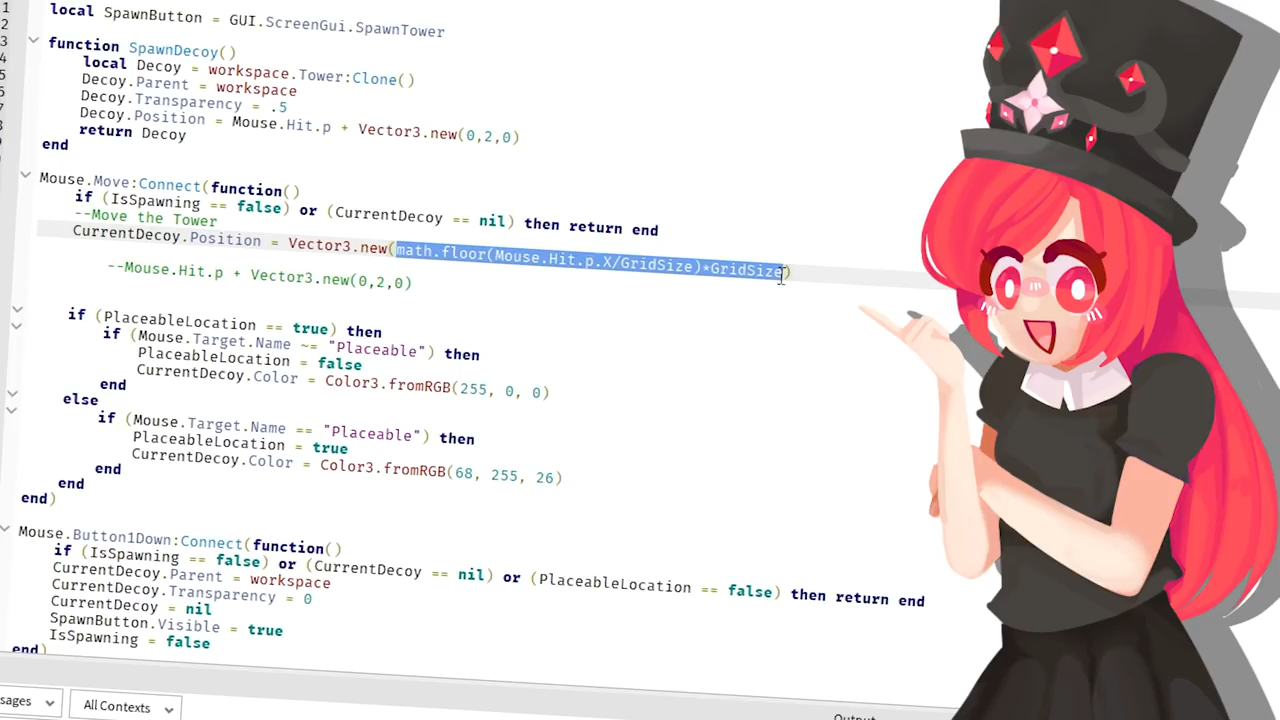 local SpawnButton = GUI.ScreenGui.SpawnTower
function SpawnDecoy()
local Decoy = workspace.Tower:Clone()
Decoy.Parent = workspace
Decoy.Transparency = .5
Decoy.Position = Mouse.Hit.p + Vector3.new(0,2,0)
return Decoy
end
Mouse.Move:Connect(function()
if (IsSpawning == false) or (CurrentDecoy == nil) then return end
--Move the Tower
CurrentDecoy.Position = Vector3.new(math.floor(Mouse.Hit.p.X/GridSize)*GridSize)
--Mouse.Hit.p + Vector3.new(0,2,0)
if (PlaceableLocation == true) then
if (Mouse.Target.Name ~= "Placeable") then
PlaceableLocation = false
CurrentDecoy.Color = Color3.fromRGB(255, 0, 0)
end
else
if (Mouse.Target.Name == "Placeable") then
PlaceableLocation = true
CurrentDecoy.Color = Color3.fromRGB(68, 255, 26)
end
end
end)
Mouse.Button1Down:Connect(function()
if (IsSpawning == false) or (CurrentDecoy == nil) or (PlaceableLocation == false) then return end
CurrentDecoy.Parent = workspace
CurrentDecoy.Transparency = 0
CurrentDecoy = nil
SpawnButton.Visible = true
IsSpawning = false
end)
sages All Contexts